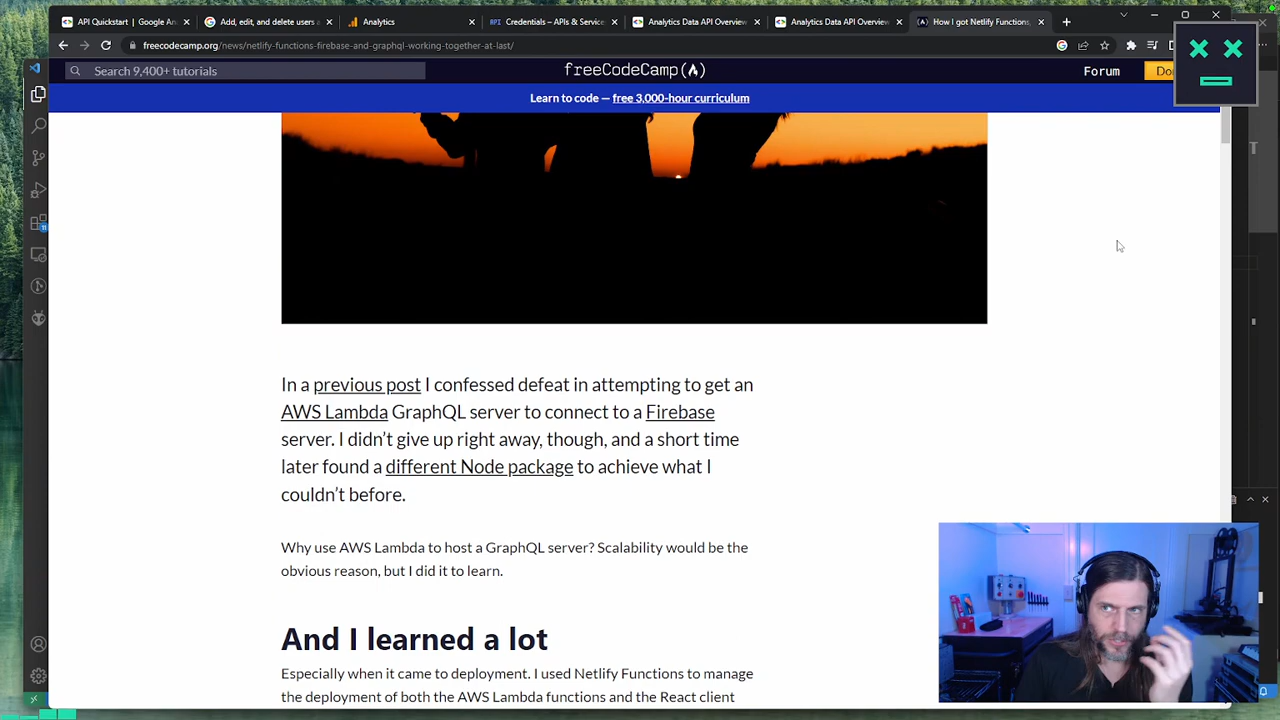 API Quickstart | Google An
Add, edit, and delete users a
Analytics
RPI
Credentials – APIs & Service
Analytics Data API Overview
Analytics Data API Overview
How I got Netlify Functions,
freecodecamp.org/news/netlify-functions-firebase-and-graphql-working-together-at-last/
Search 9,400+ tutorials
freeCodeCamp(
)
Forum
Learn to code — free 3,000-hour curriculum
In a previous post I confessed defeat in attempting to get an
AWS Lambda GraphQL server to connect to a Firebase
server. I didn’t give up right away, though, and a short time
later found a different Node package to achieve what I
couldn’t before.
Why use AWS Lambda to host a GraphQL server? Scalability would be the
obvious reason, but I did it to learn.
And I learned a lot
Especially when it came to deployment. I used Netlify Functions to manage
the deployment of both the AWS Lambda functions and the React client